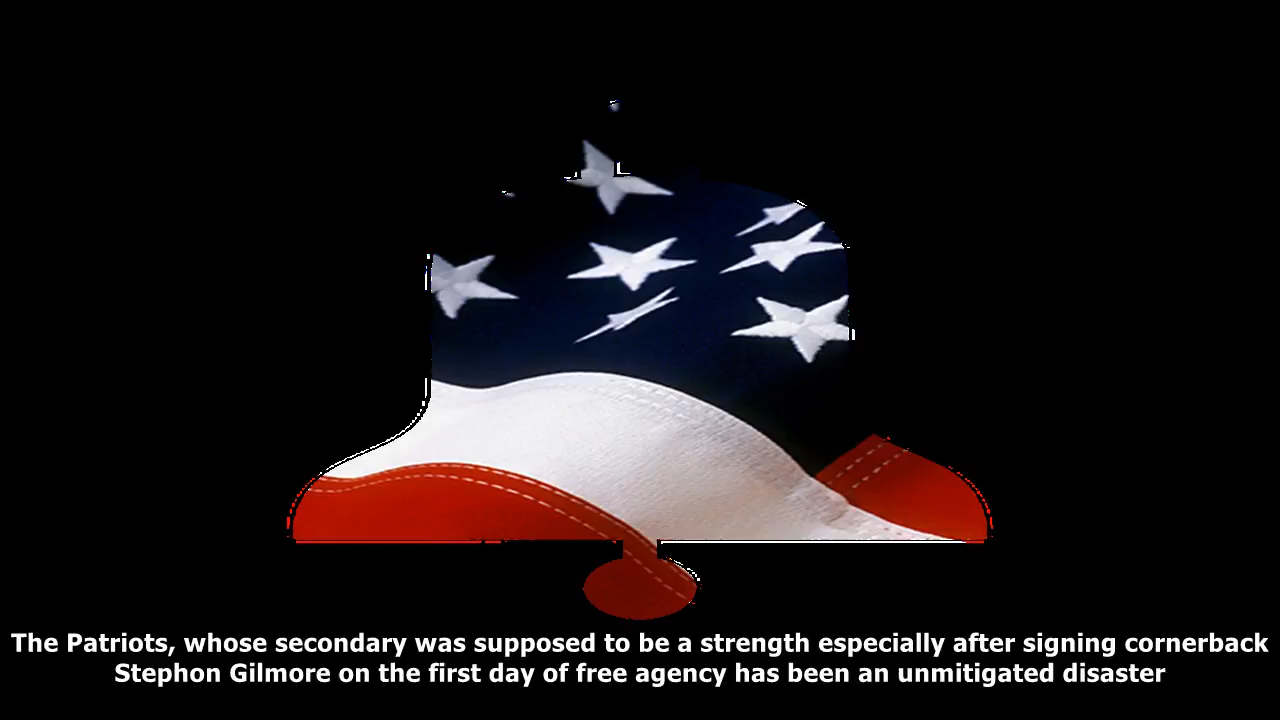 The Patriots, whose secondary was supposed to be a strength especially after signing cornerback
Stephon Gilmore on the first day of free agency has been an unmitigated disaster